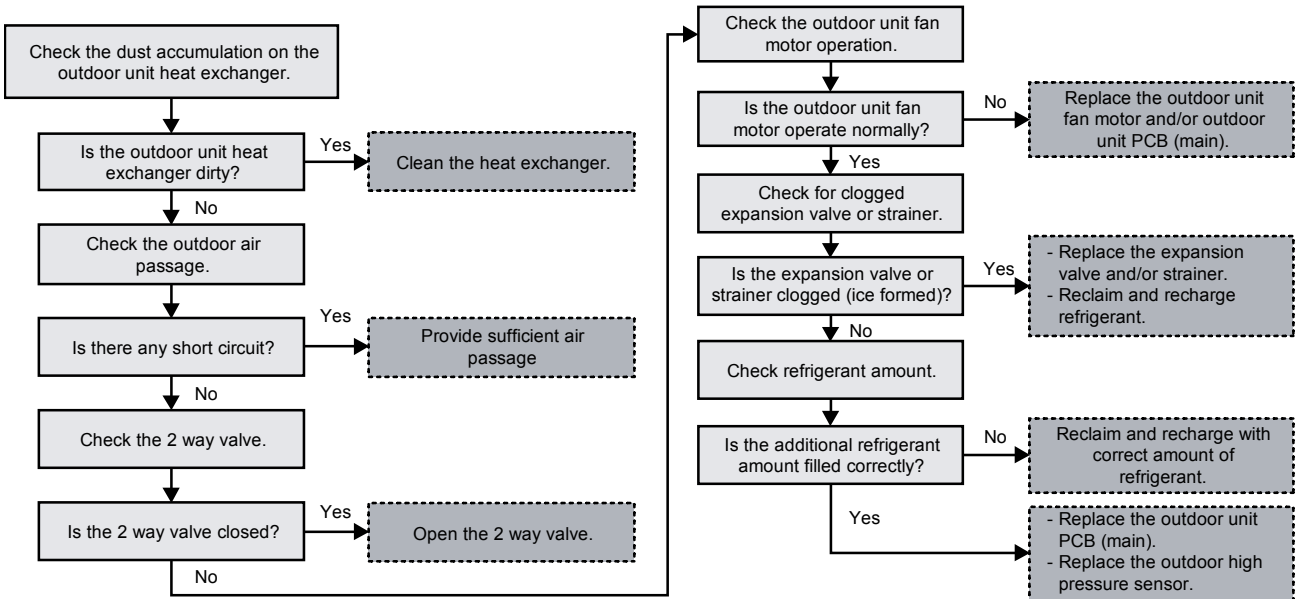 Check the dust accumulation on the
outdoor unit heat exchanger.
Is the outdoor unit heat
exchanger dirty?
Yes
Clean the heat exchanger.
No
Check the outdoor air
passage.
Is there any short circuit?
Yes
Provide sufficient air
passage
No
Check the 2 way valve.
Is the 2 way valve closed?
Yes
Open the 2 way valve.
No
Check the outdoor unit fan
motor operation.
Is the outdoor unit fan
motor operate normally?
No
Replace the outdoor unit
fan motor and/or outdoor
unit PCB (main).
Yes
Check for clogged
expansion valve or strainer.
Is the expansion valve or
strainer clogged (ice formed)?
Yes
- Replace the expansion
valve and/or strainer.
- Reclaim and recharge
refrigerant.
No
Check refrigerant amount.
Is the additional refrigerant
amount filled correctly?
No
Reclaim and recharge with
correct amount of
refrigerant.
Yes
- Replace the outdoor unit
PCB (main).
- Replace the outdoor high
pressure sensor.